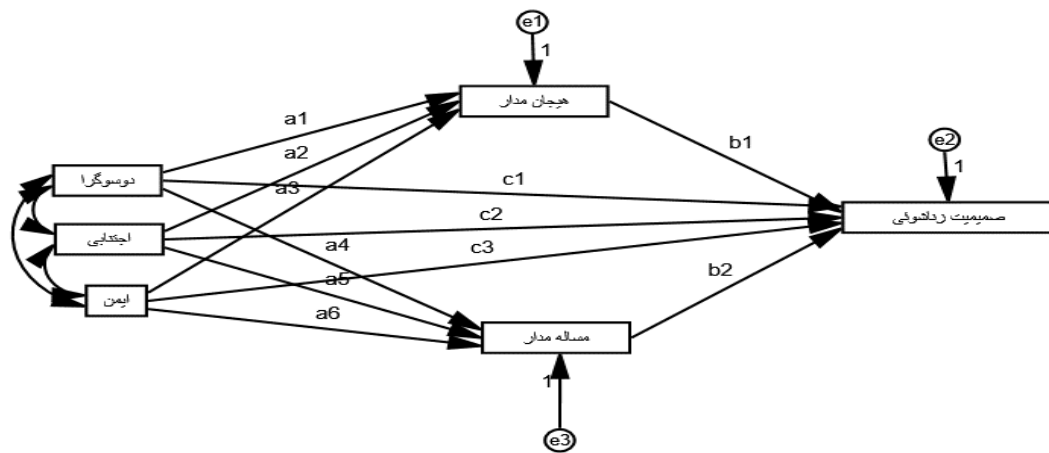 e1
1
هیجان مدار
a1
a2
a3
b1
e2
1
دوسوگرا
c1
صمیمیت زداشوئی
c2
اجتنابی
c3
a4
a5
b2
ایمن
a6
مساله مدار
1
e3